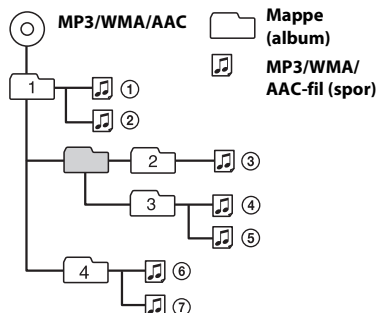 MP3/WMA/AAC
Mappe
(album)
MP3/WMA/
AAC-fil (spor)
1
①
②
2
③
3
④
⑤
4
⑥
⑦